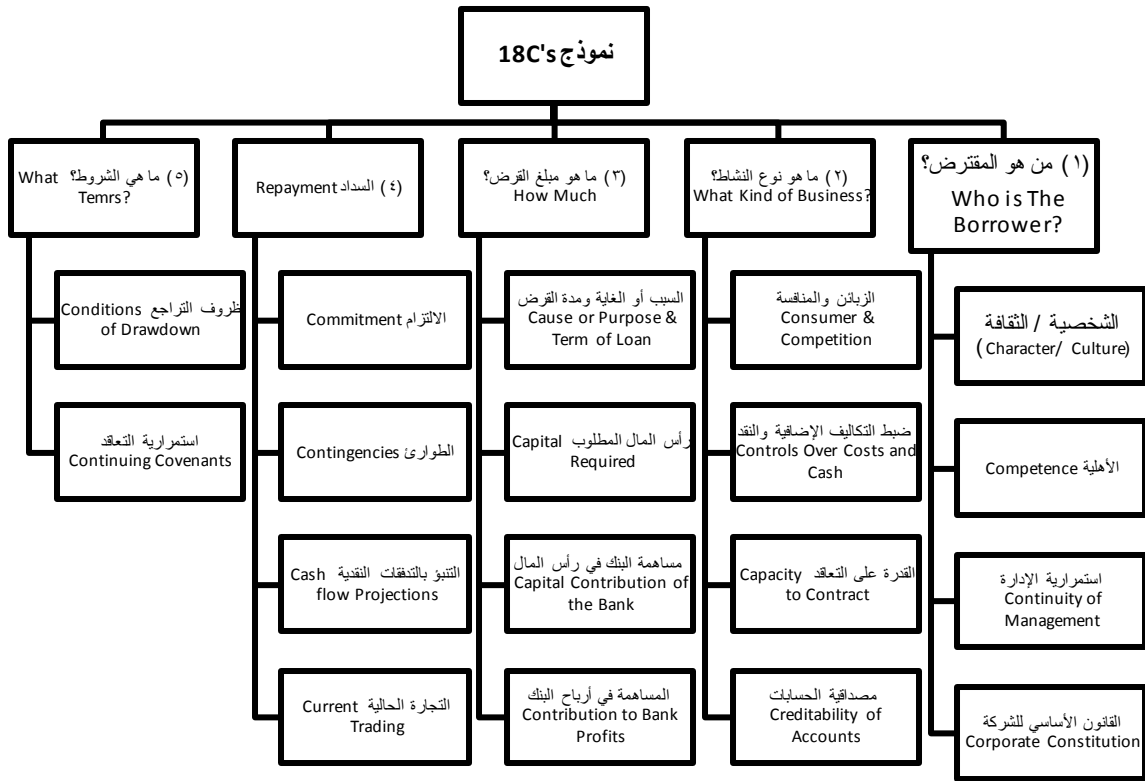 نموذج 18C's
(١) من هو المقترض؟
Who is The
Borrower?
الشخصية / الثقافة
(Character/ Culture)
الأهلية Competence
استمرارية الإدارة
Continuity of
Management
القانون الأساسي للشركة
Corporate Constitution
(٢) ما هو نوع النشاط؟
What Kind of Business?
الزبائن والمنافسة
Consumer &
Competition
ضبط التكاليف الإضافية والنقد
Controls Over Costs and
Cash
القدرة على التعاقد Capacity
to Contract
مصداقية الحسابات
Creditability of
Accounts
(٣) ما هو مبلغ القرض؟
How Much
السبب أو الغاية ومدة القرض
Cause or Purpose &
Term of Loan
رأس المال المطلوب Capital
Required
مساهمة البنك في رأس المال
Capital Contribution of
the Bank
المساهمة في أرباح البنك
Contribution to Bank
Profits
(٤) السداد Repayment
الالتزام Commitment
الطوارئ Contingencies
التنبؤ بالتدفقات النقدية Cash
flow Projections
التجارة الحالية Current
Trading
(٥) ما هي الشروط؟ What
Temrs?
ظروف التراجع Conditions
of Drawdown
استمرارية التعاقد
Continuing Covenants